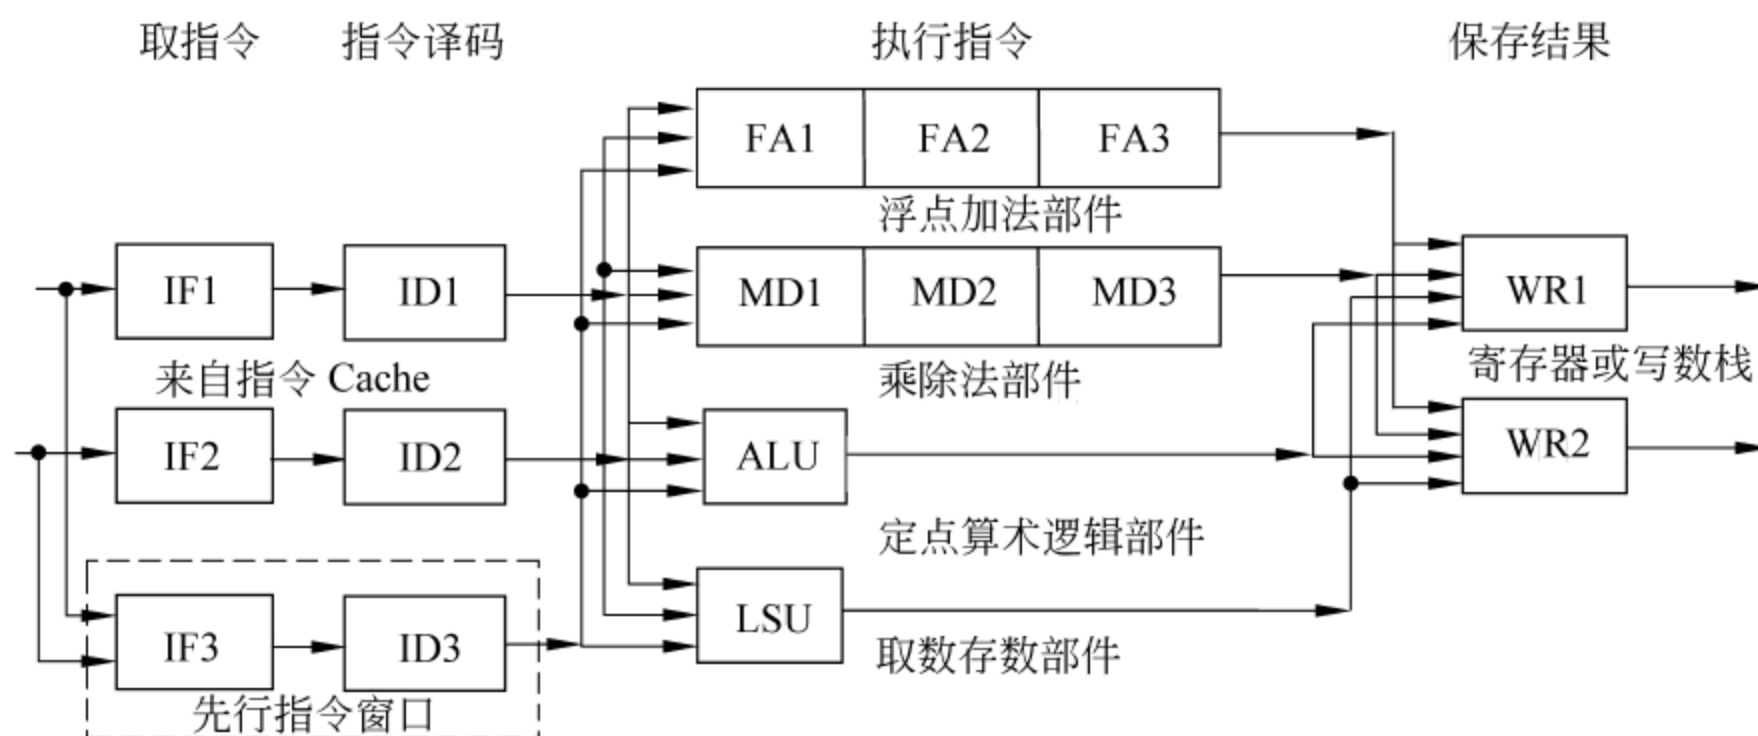 取指令 指令译码 执行指令 保存结果
FA1 FA2 FA3
浮点加法部件
IF1 ID1 MD1 MD2 MD3 WR1
来自指令 Cache 乘除法部件 寄存器或写数栈
IF2 ID2 ALU WR2
定点算术逻辑部件
IF3 ID3 LSU
取数存数部件
先行指令窗口